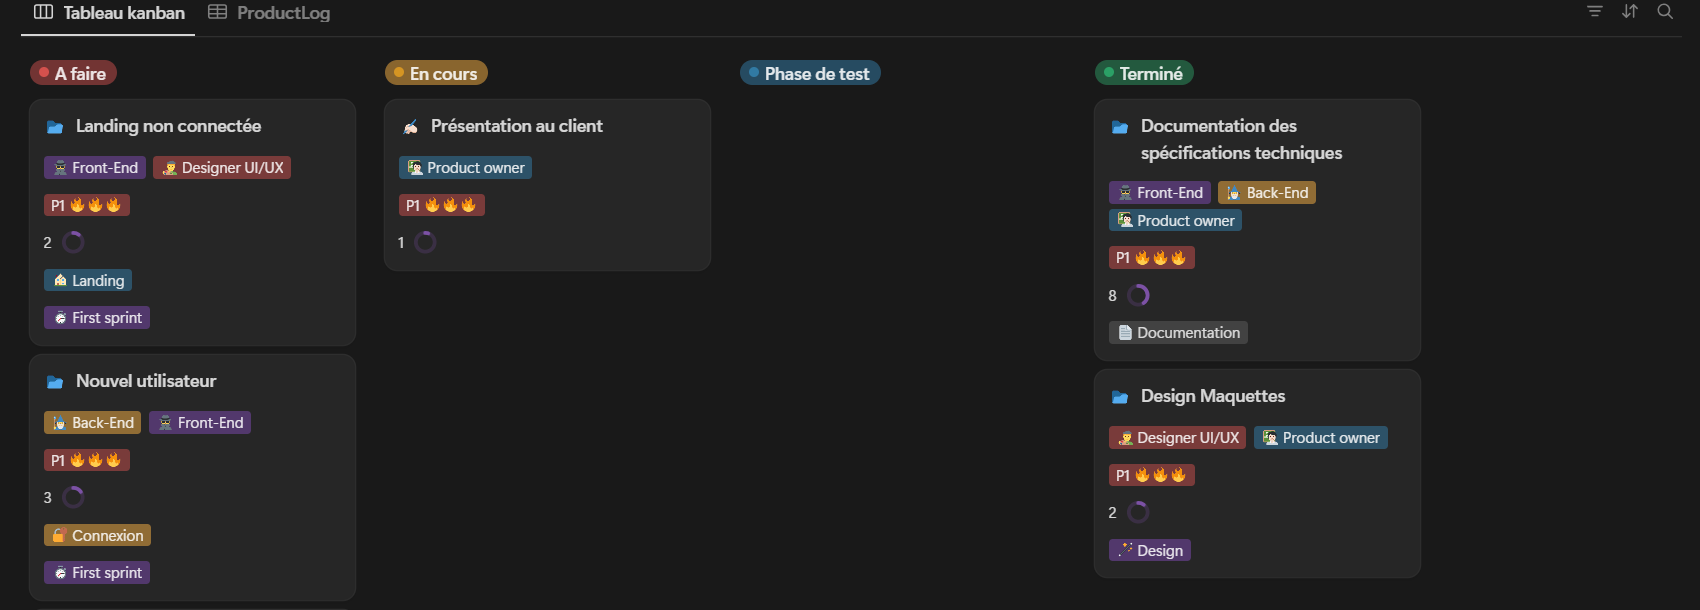 Tableau kanban
ProductLog
A faire
Landing non connectée
Front-End
Designer UI/UX
P1
2
Landing
First sprint
Nouvel utilisateur
Back-End
Front-End
P1
3
Connexion
First sprint
En cours
Présentation au client
Product owner
P1
1
Phase de test
Terminé
Documentation des
spécifications techniques
Front-End
Back-End
Product owner
P1
8
Documentation
Design Maquettes
Designer UI/UX
Product owner
P1
2
Design